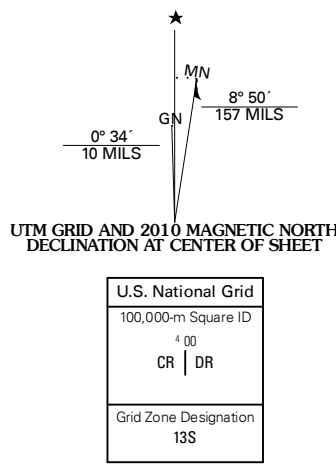 ★
MN
GN
8° 50´
157 MILS
0° 34´
10 MILS
UTM GRID AND 2010 MAGNETIC NORTH
DECLINATION AT CENTER OF SHEET
U.S. National Grid
100,000-m Square ID
4 00
CR | DR
Grid Zone Designation
13S